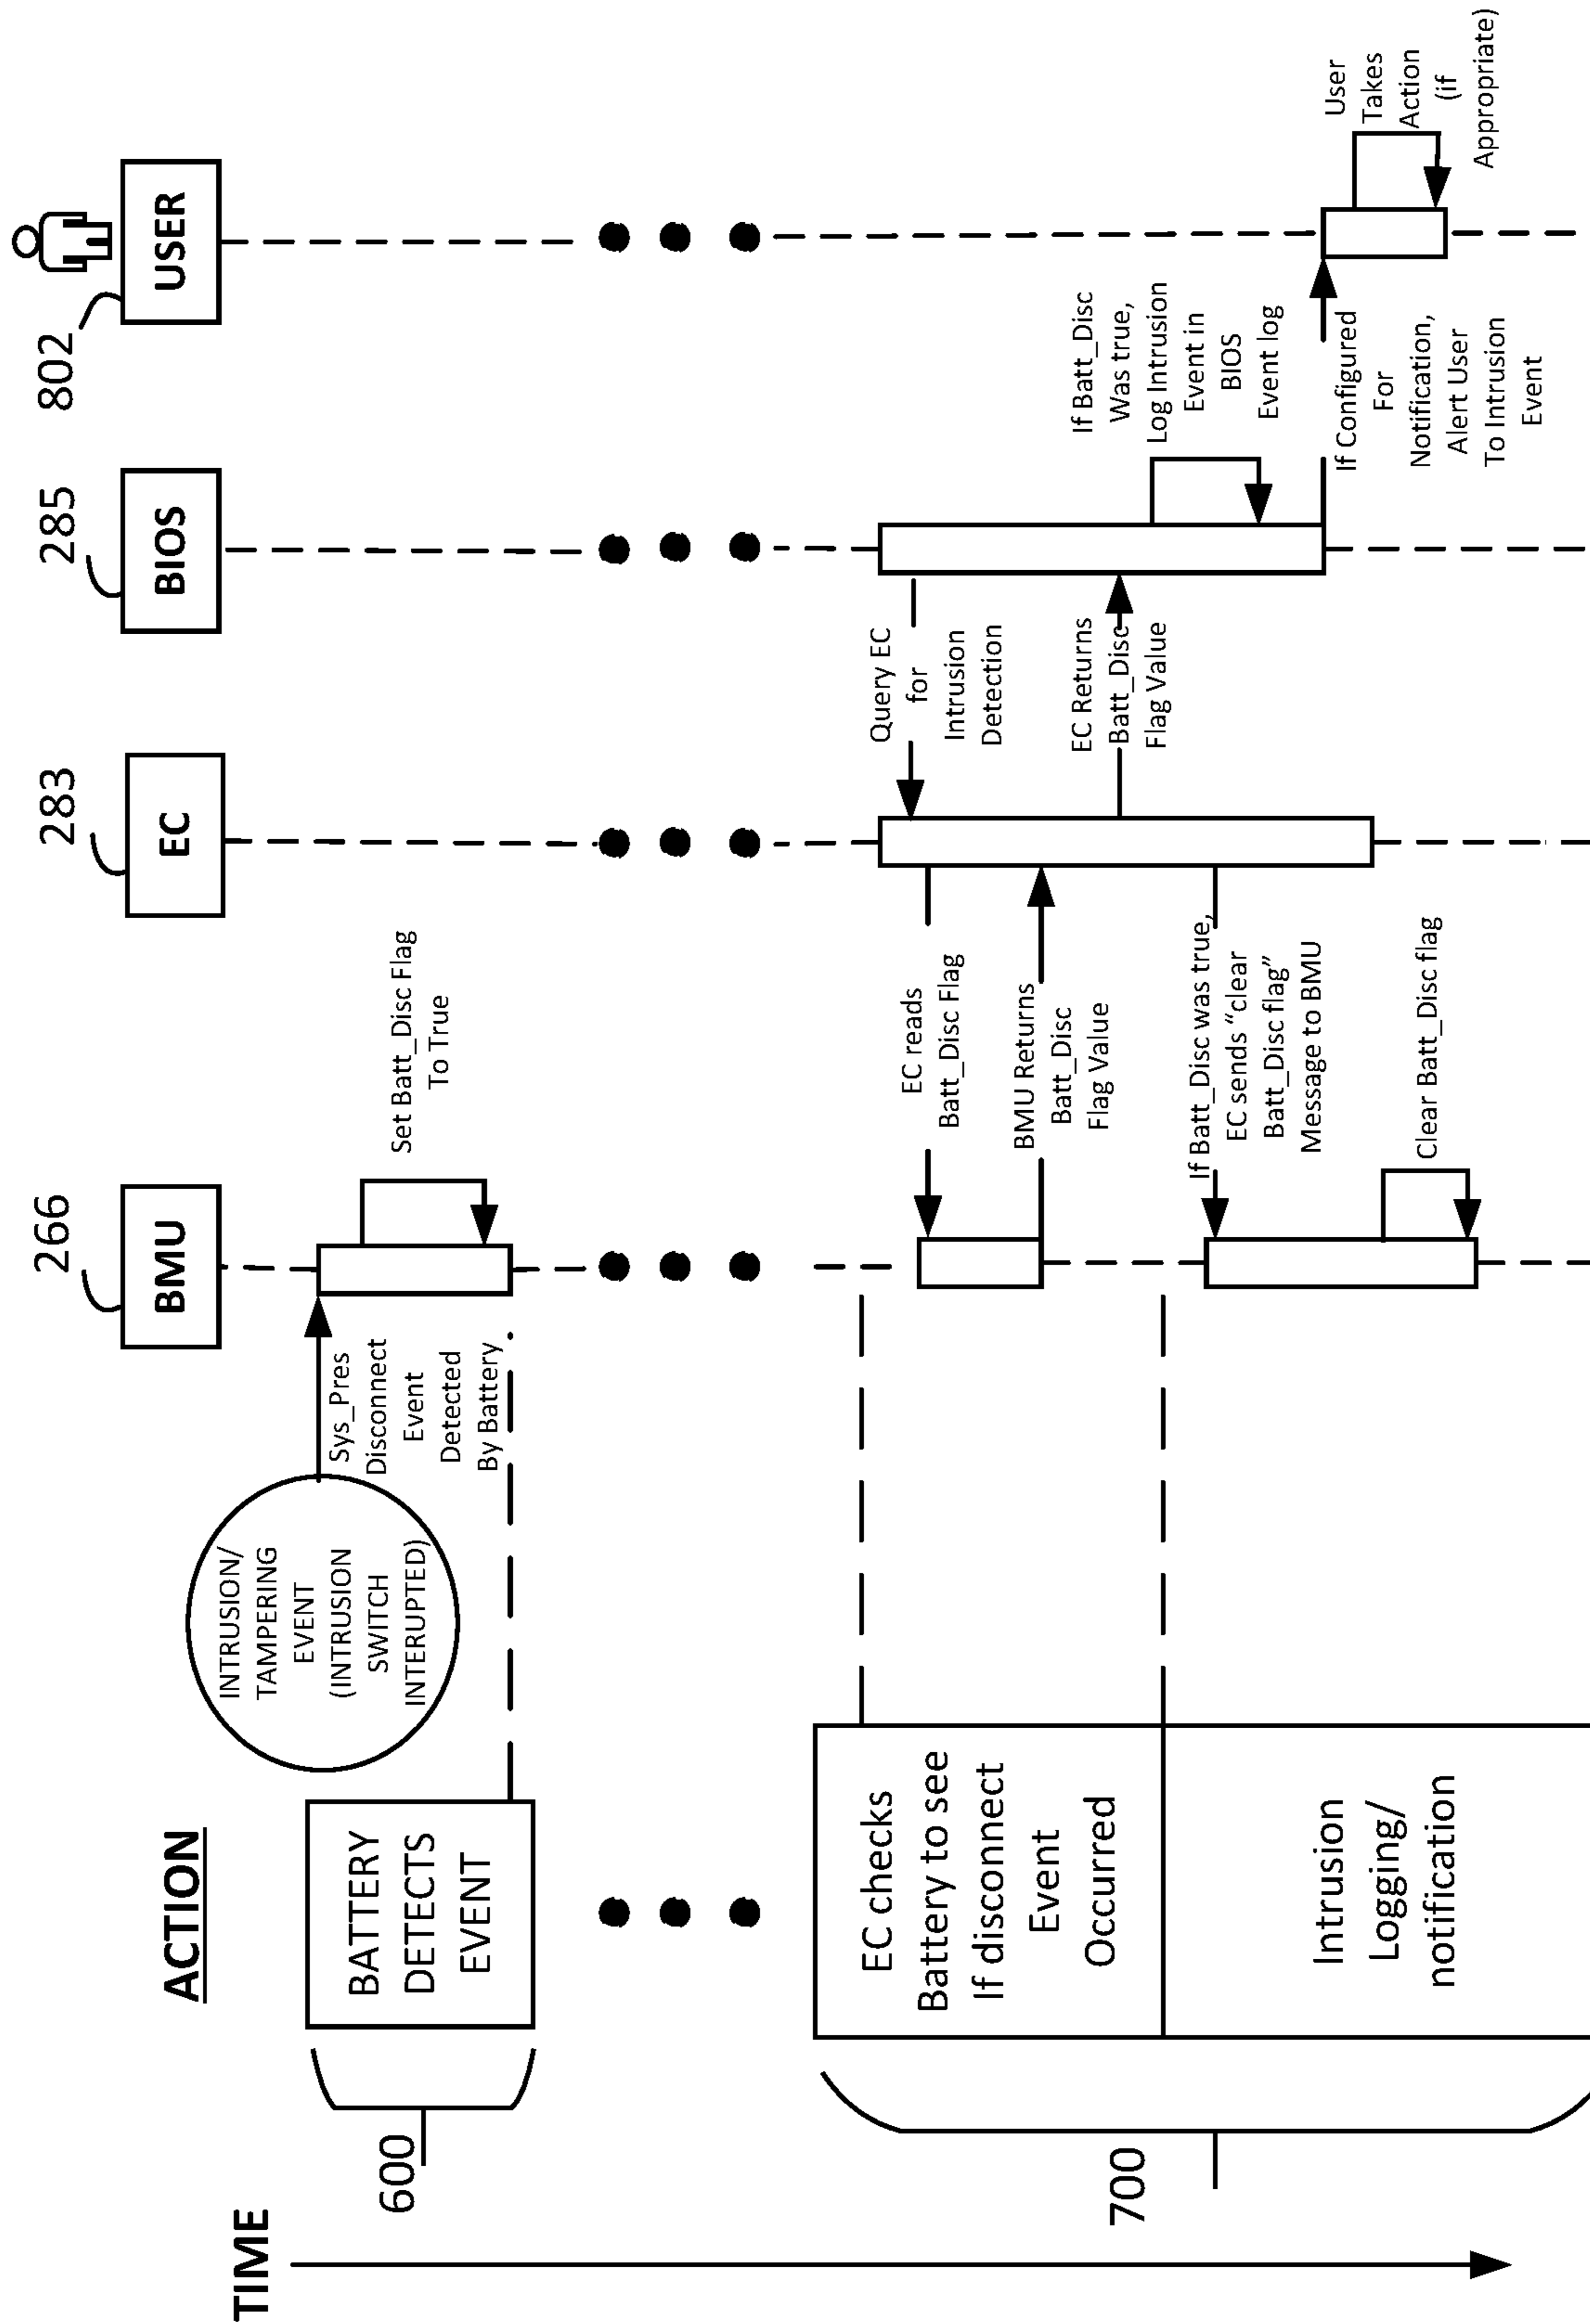 TIME
ACTION
266
283
285
802
BMU
EC
BIOS
USER
600
BATTERY
DETECTS
EVENT
INTRUSION/
TAMPERING
EVENT
(INTRUSION
SWITCH
INTERUPTED)
Sys_Pres
Disconnect
Event
Detected
By Battery
Set Batt_Disc Flag
To True
700
EC checks
Battery to see
If disconnect
Event
Occurred
Query EC
for
Intrusion
Detection
EC reads
Batt_Disc Flag
BMU Returns
Batt_Disc
Flag Value
EC Returns
Batt_Disc
Flag Value
If Batt_Disc
Was true,
Log Intrusion
Event in
BIOS
Event log
Intrusion
Logging/
notification
If Batt_Disc was true,
EC sends “clear
Batt_Disc flag”
Message to BMU
Clear Batt_Disc flag
If Configured
For
Notification,
Alert User
To Intrusion
Event
User
Takes
Action
(if
Appropriate)